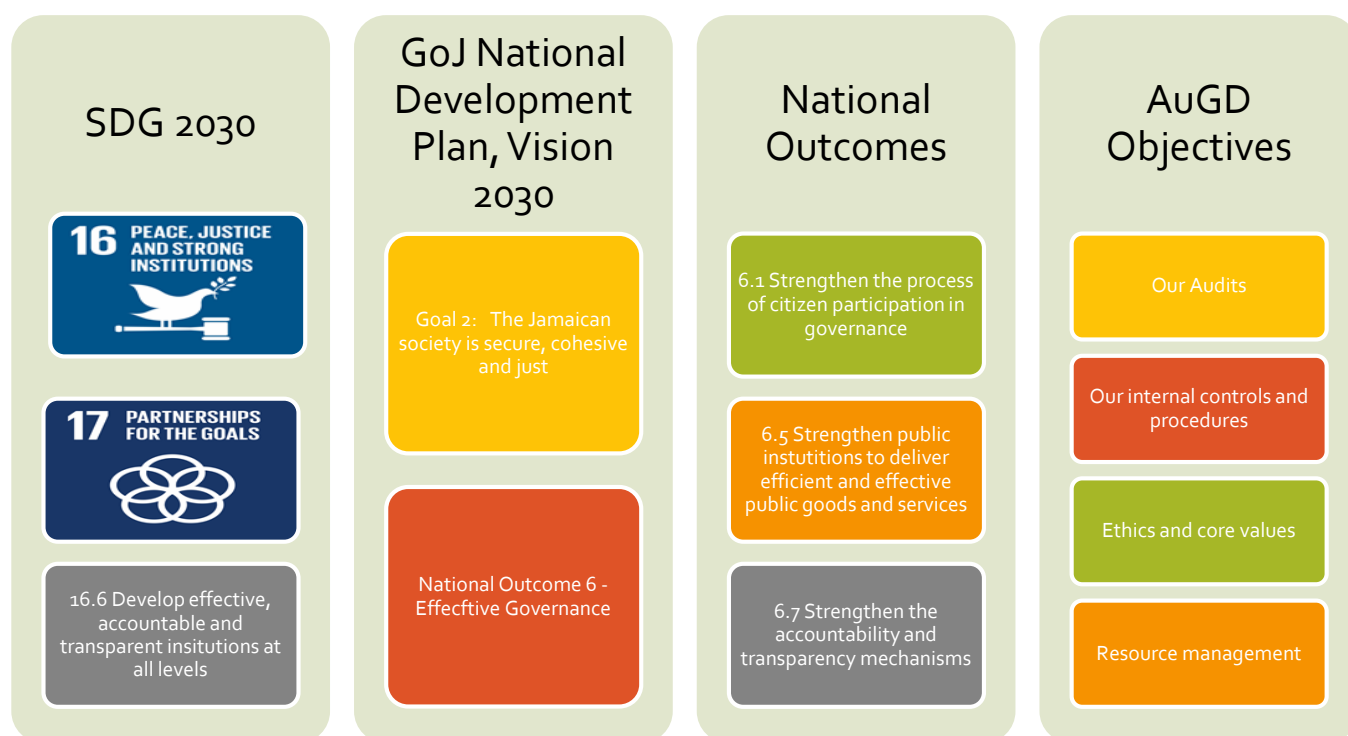 SDG 2030
16 PEACE, JUSTICE
AND STRONG
INSTITUTIONS
17 PARTNERSHIPS
FOR THE GOALS
16.6 Develop effective,
accountable and
transparent insitutions at
all levels
GoJ National
Development
Plan, Vision
2030
Goal 2: The Jamaican
society is secure, cohesive
and just
National Outcome 6 -
Effecftive Governance
National
Outcomes
6.1 Strengthen the process
of citizen participation in
governance
6.5 Strengthen public
instutitions to deliver
efficient and effective
public goods and services
6.7 Strengthen the
accountability and
transparency mechanisms
AuGD
Objectives
Our Audits
Our internal controls and
procedures
Ethics and core values
Resource management